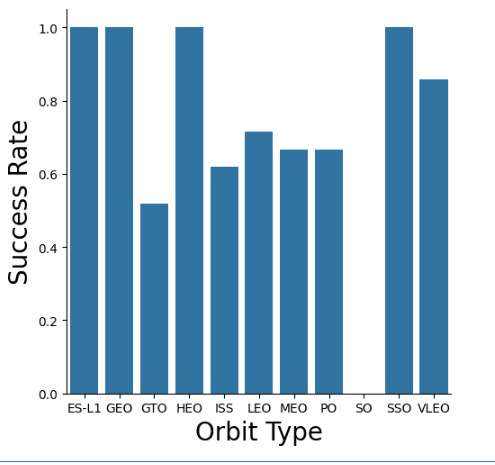 1.0
0.8
0.6
0.4
0.2
0.0
Success Rate
ES-L1 GEO GTO HEO ISS LEO MEO PO SO SSO VLEO
Orbit Type